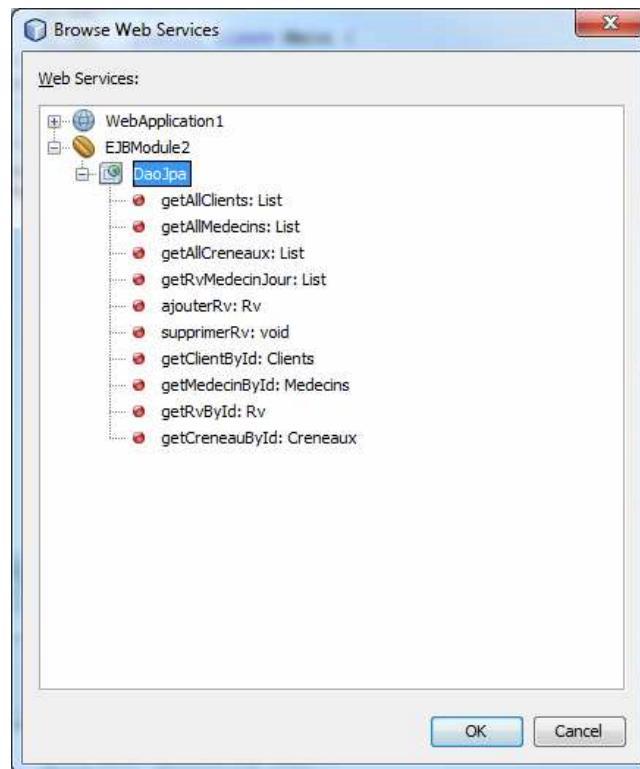 Browse Web Services
Web Services:
WebApplication1
EJBModule2
DaoJpa
getAllClients: List
getAllMedecins: List
getAllCreneaux: List
getRvMedecinJour: List
ajouterRv: Rv
supprimerRv: void
getClientById: Clients
getMedecinById: Medecins
getRvById: Rv
getCreneauById: Creneaux
OK Cancel